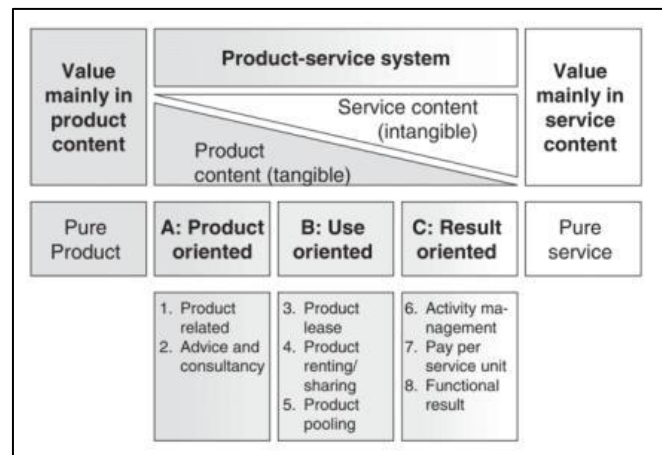 Value
mainly in
product
content
Product-service system
Service content
(intangible)
Product
content (tangible)
Value
mainly in
service
content
Pure
Product
A: Product
oriented
B: Use
oriented
C: Result
oriented
Pure
service
1. Product
related
2. Advice and
consultancy
3. Product
lease
4. Product
renting/
sharing
5. Product
pooling
6. Activity ma-
nagement
7. Pay per
service unit
8. Functional
result